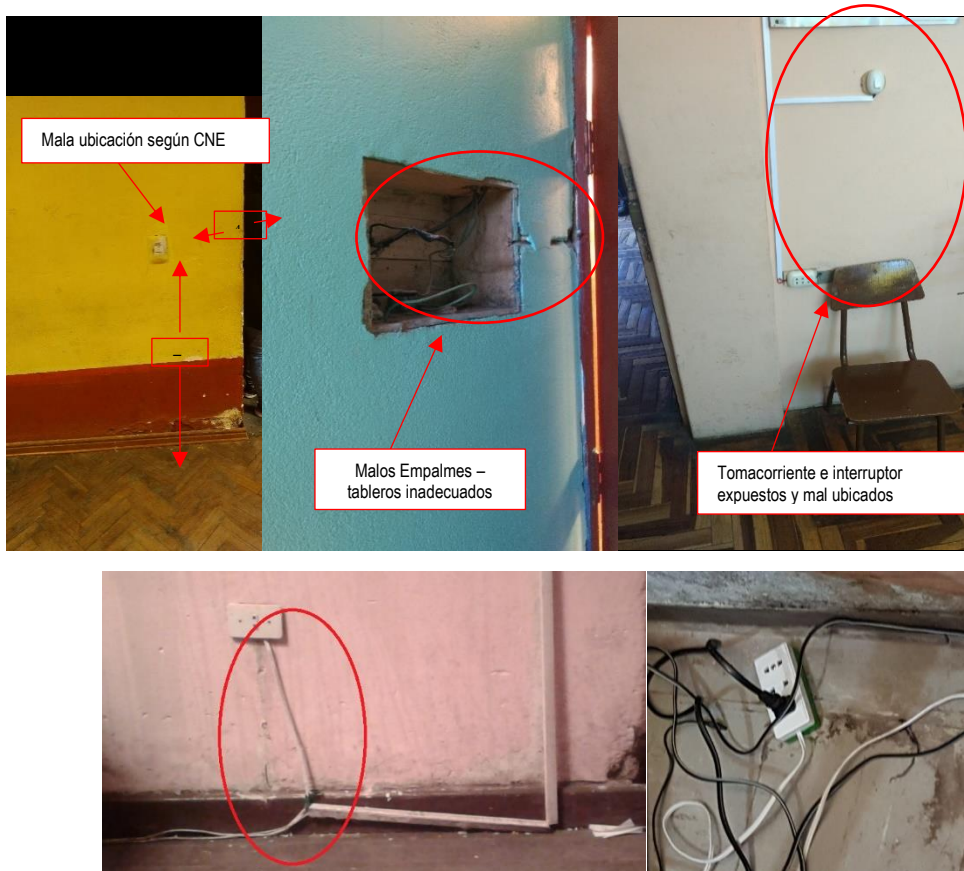 Mala ubicación según CNE
Malos Empalmes –
tableros inadecuados
Tomacorriente e interruptor
expuestos y mal ubicados